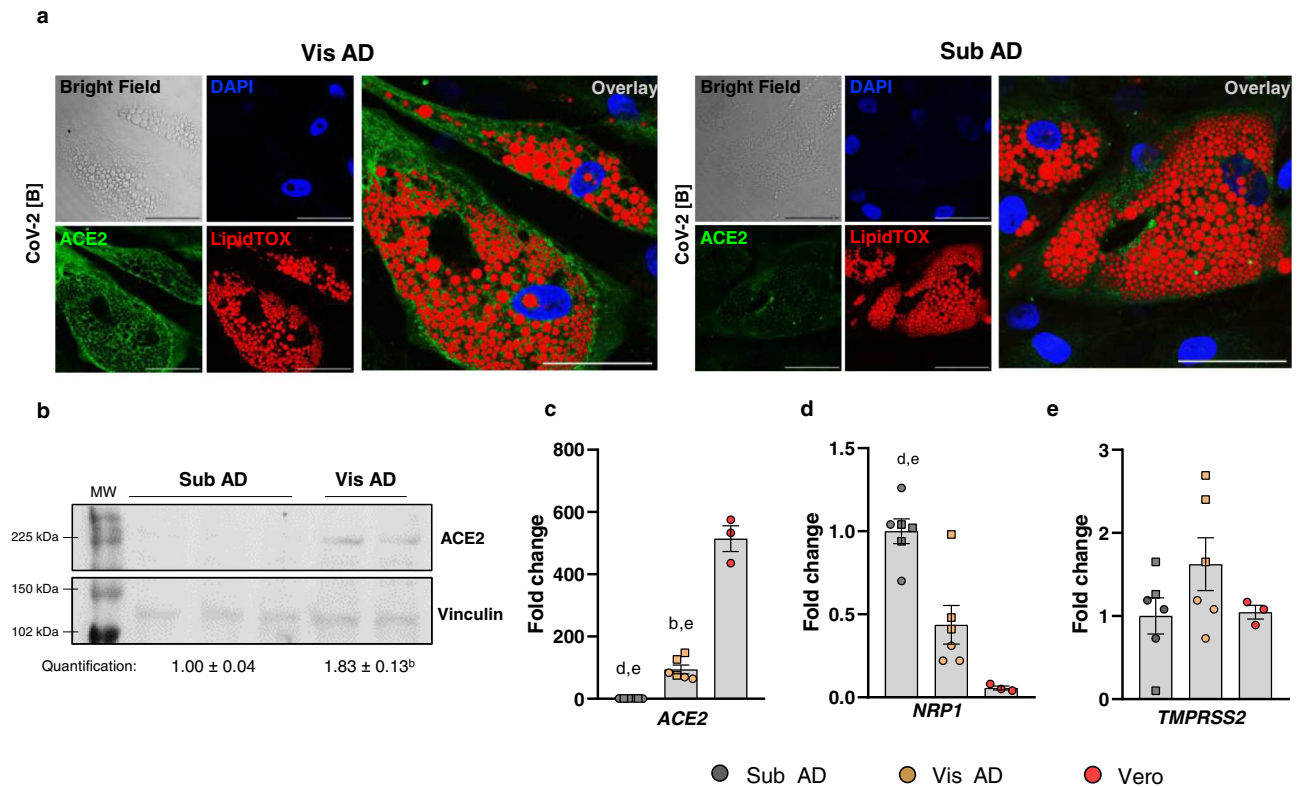 a
Vis AD
Sub AD
CoV-2 [B]
Bright Field
DAPI
Overlay
ACE2
LipidTOX
CoV-2 [B]
Bright Field
DAPI
Overlay
ACE2
LipidTOX
b
MW
Sub AD
Vis AD
225 kDa
ACE2
150 kDa
102 kDa
Vinculin
Quantification: 1.00 ± 0.04 1.83 ± 0.13ᵇ
c
Fold change
800
600
400
200
0
d,e
b,e
ACE2
d
Fold change
1.5
1.0
0.5
0.0
d,e
NRP1
e
Fold change
3
2
1
0
TMPRSS2
Sub AD
Vis AD
Vero